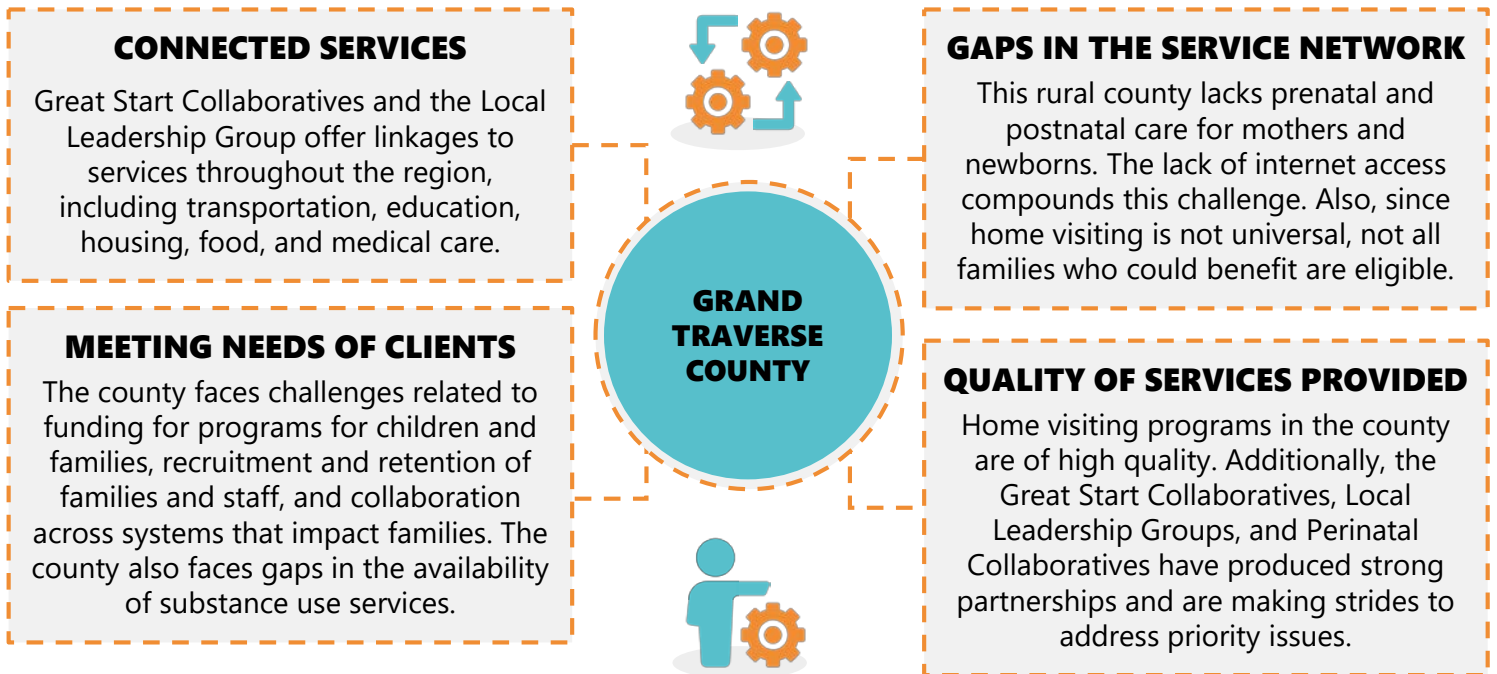 CONNECTED SERVICES
Great Start Collaboratives and the Local
Leadership Group offer linkages to
services throughout the region,
including transportation, education,
housing, food, and medical care.
MEETING NEEDS OF CLIENTS
The county faces challenges related to
funding for programs for children and
families, recruitment and retention of
families and staff, and collaboration
across systems that impact families. The
county also faces gaps in the availability
of substance use services.
GRAND
TRAVERSE
COUNTY
GAPS IN THE SERVICE NETWORK
This rural county lacks prenatal and
postnatal care for mothers and
newborns. The lack of internet access
compounds this challenge. Also, since
home visiting is not universal, not all
families who could benefit are eligible.
QUALITY OF SERVICES PROVIDED
Home visiting programs in the county
are of high quality. Additionally, the
Great Start Collaboratives, Local
Leadership Groups, and Perinatal
Collaboratives have produced strong
partnerships and are making strides to
address priority issues.